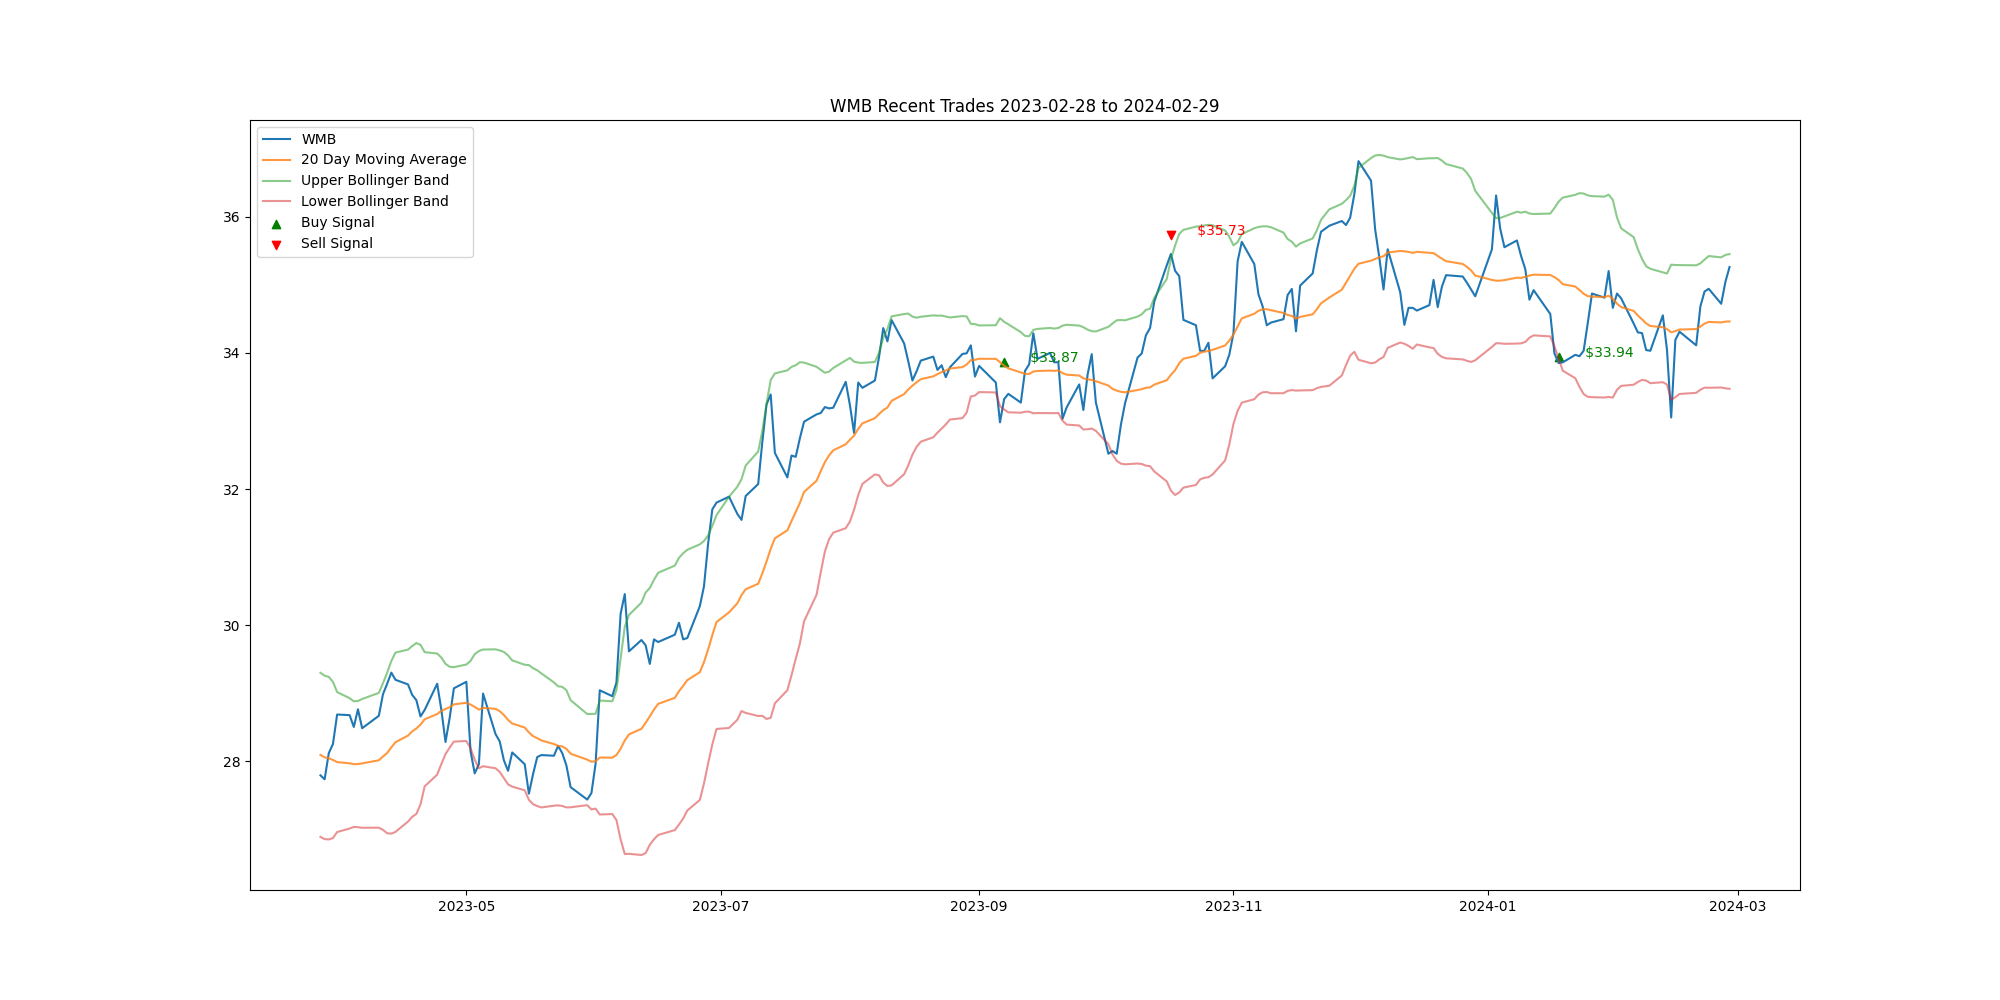 WMB Recent Trades 2023-02-28 to 2024-02-29
WMB
20 Day Moving Average
Upper Bollinger Band
Lower Bollinger Band
Buy Signal
Sell Signal
36
34
32
30
28
$35.73
$33.87
$33.94
2023-05
2023-07
2023-09
2023-11
2024-01
2024-03